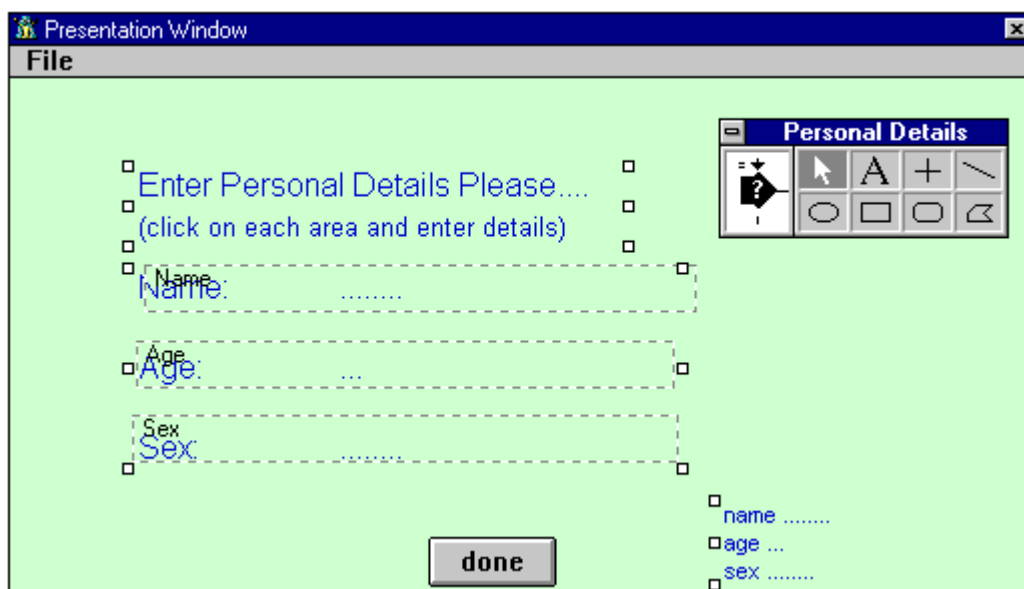 Presentation Window
File
Personal Details
A
?
Enter Personal Details Please....
(click on each area and enter details)
Name
Name: ........
Age
Age: ...
Sex
Sex: ........
name ........
age ...
sex ........
done